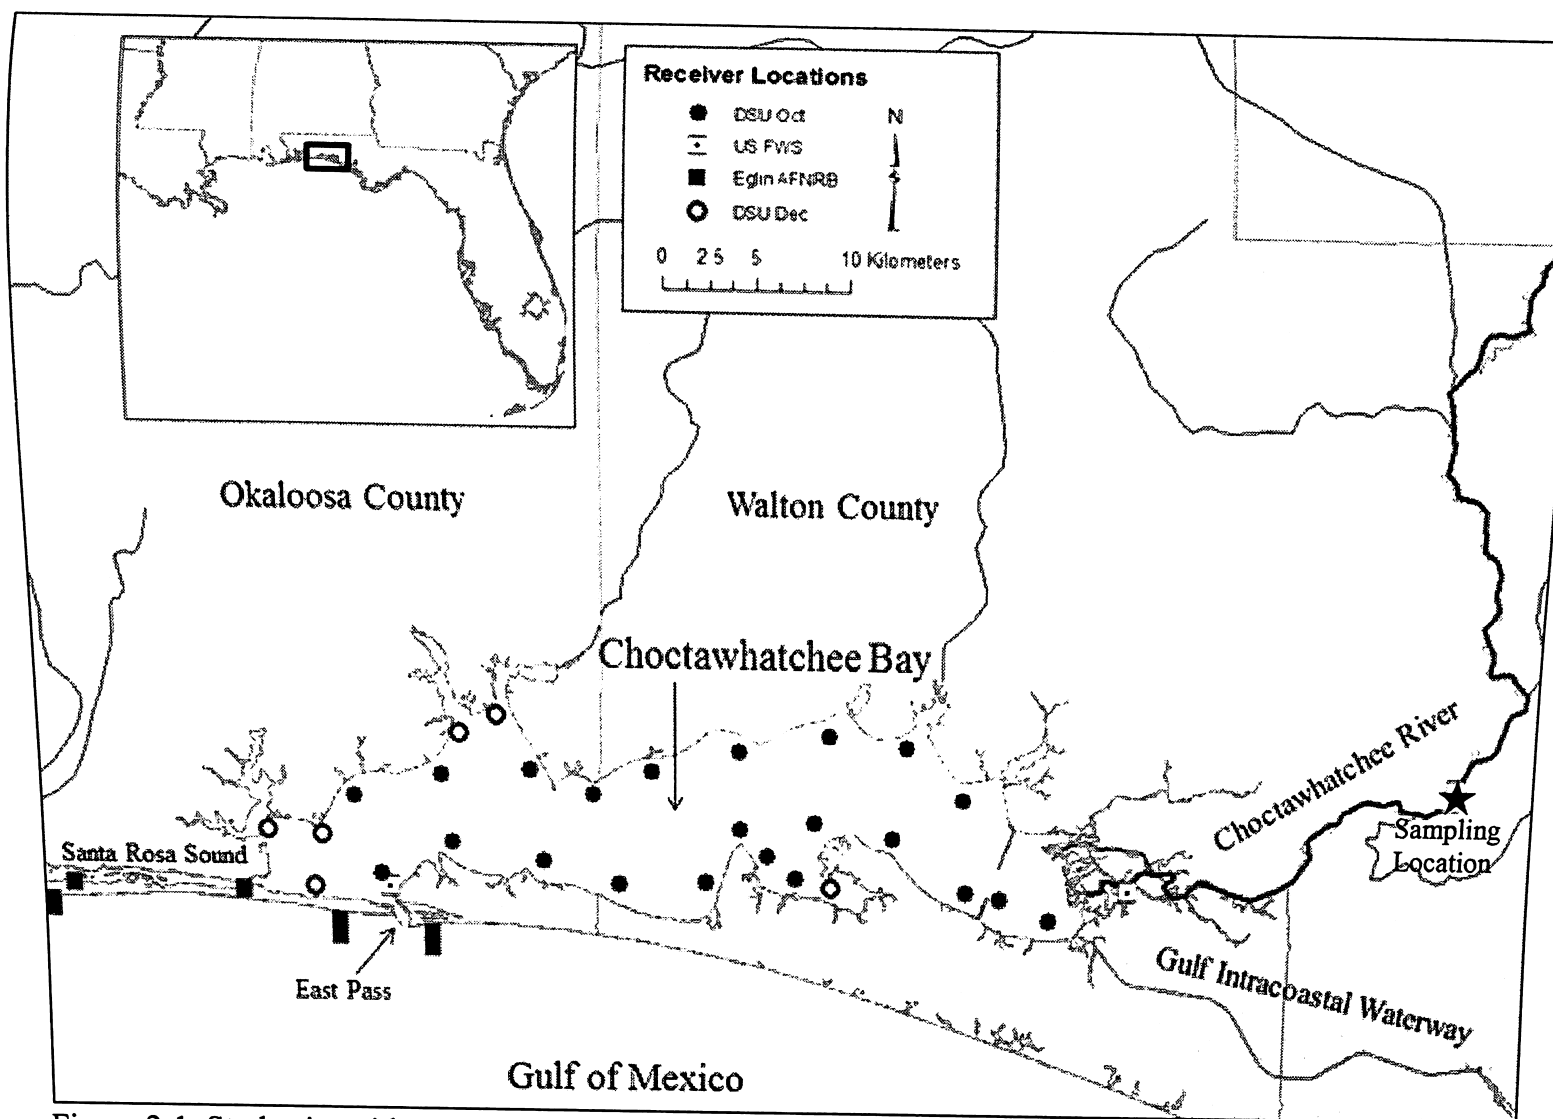 Receiver Locations
DSU Oct
US FWS
Eglin AFNRB
DSU Dec
N
0 2.5 5 10 Kilometers
Okaloosa County
Walton County
Choctawhatchee Bay
Choctawhatchee River
Sampling
Location
Santa Rosa Sound
East Pass
Gulf Intracoastal Waterway
Gulf of Mexico